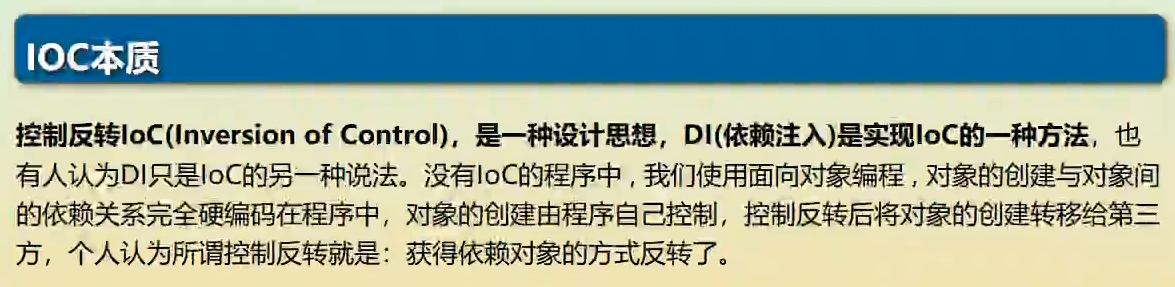 IOC本质
控制反转IoC(Inversion of Control)，是一种设计思想，DI(依赖注入)是实现IoC的一种方法，也
有人认为DI只是IoC的另一种说法。没有IoC的程序中，我们使用面向对象编程，对象的创建与对象间
的依赖关系完全硬编码在程序中，对象的创建由程序自己控制，控制反转后将对象的创建转移给第三
方，个人认为所谓控制反转就是：获得依赖对象的方式反转了。